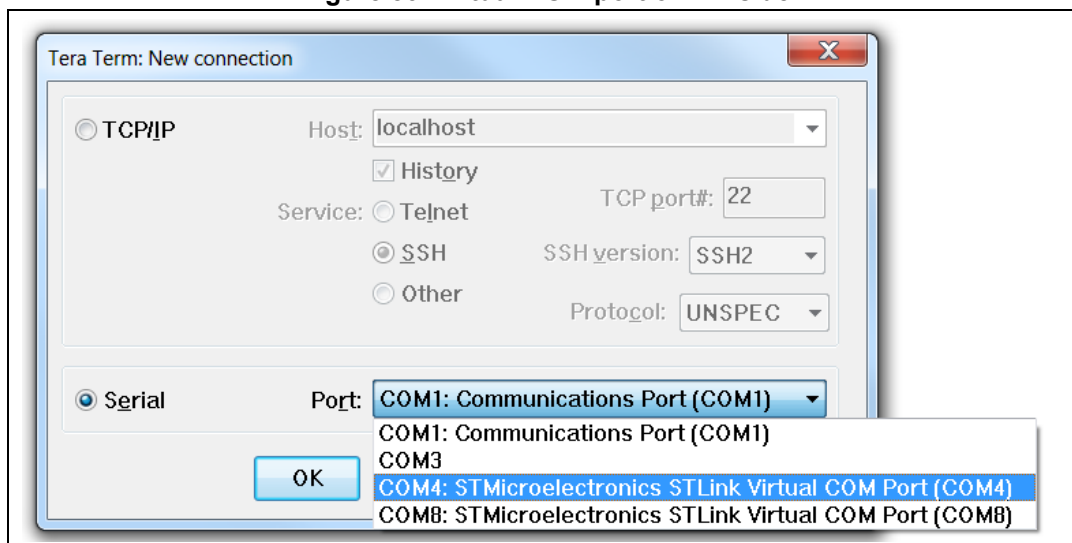 Tera Term: New connection
X
TCP/IP Host: localhost
History
Service: Telnet TCP port#: 22
SSH SSH version: SSH2
Other Protocol: UNSPEC
Serial Port: COM1: Communications Port (COM1)
COM1: Communications Port (COM1)
COM3
OK COM4: STMicroelectronics STLink Virtual COM Port (COM4)
COM8: STMicroelectronics STLink Virtual COM Port (COM8)